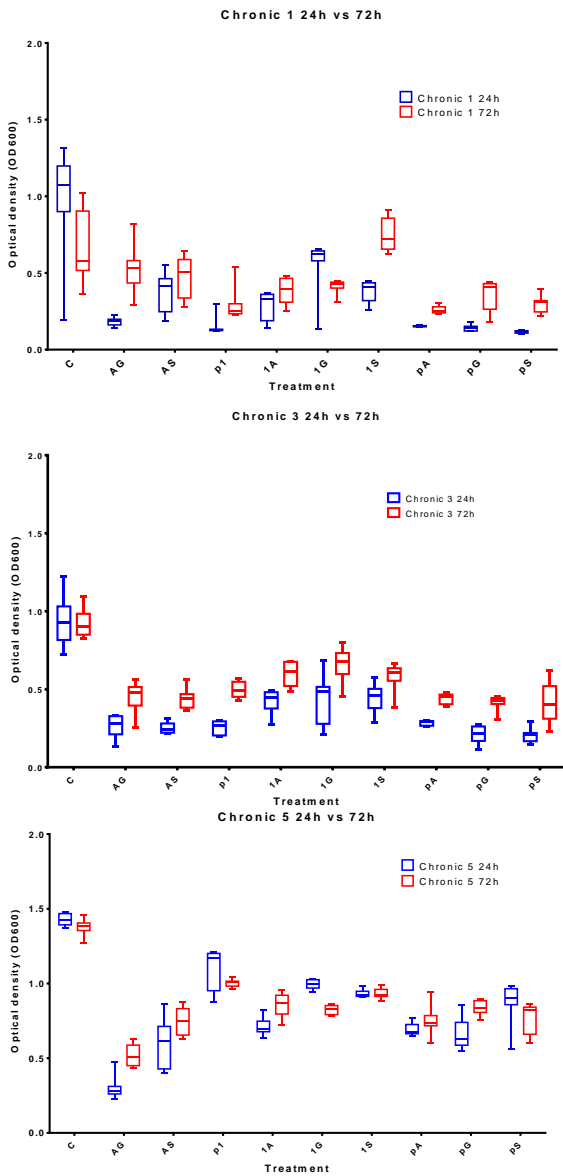 Chronic 1 24h vs 72h
2.0
1.5
1.0
0.5
0.0
Optical density (OD600)
Chronic 1 24h
Chronic 1 72h
C AG AS p1 1A 1G 1S pA pG pS
Treatment
Chronic 3 24h vs 72h
2.0
1.5
1.0
0.5
0.0
Optical density (OD600)
Chronic 3 24h
Chronic 3 72h
C AG AS p1 1A 1G 1S pA pG pS
Treatment
Chronic 5 24h vs 72h
2.0
1.5
1.0
0.5
0.0
Optical density (OD600)
Chronic 5 24h
Chronic 5 72h
C AG AS p1 1A 1G 1S pA pG pS
Treatment